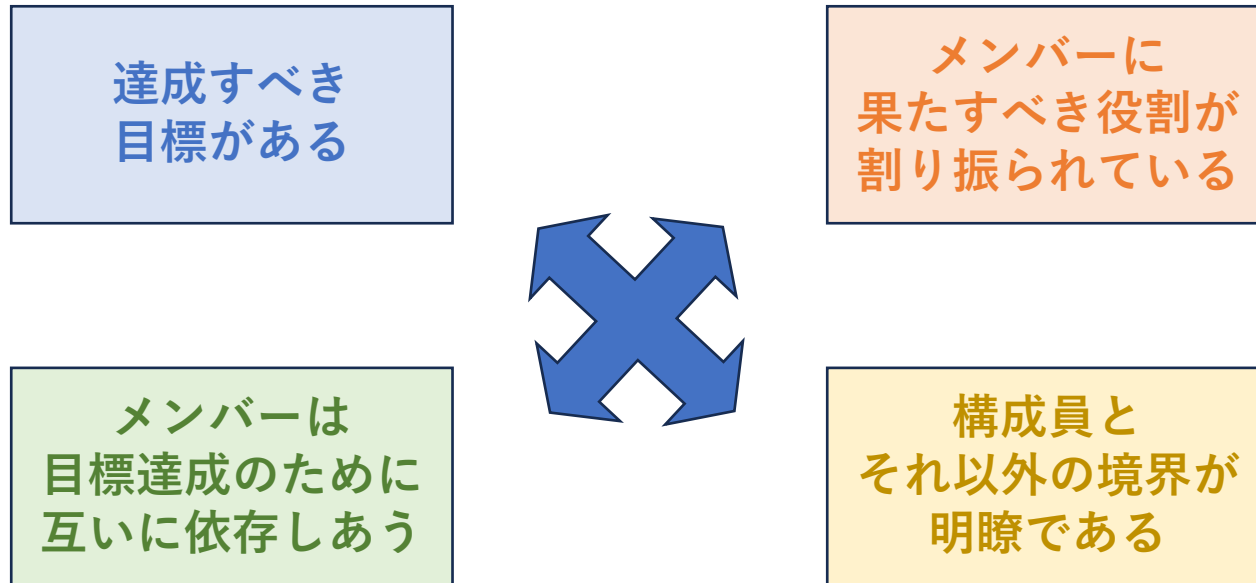 達成すべき
目標がある
メンバーに
果たすべき役割が
割り振られている
メンバーは
目標達成のために
互いに依存しあう
構成員と
それ以外の境界が
明瞭である